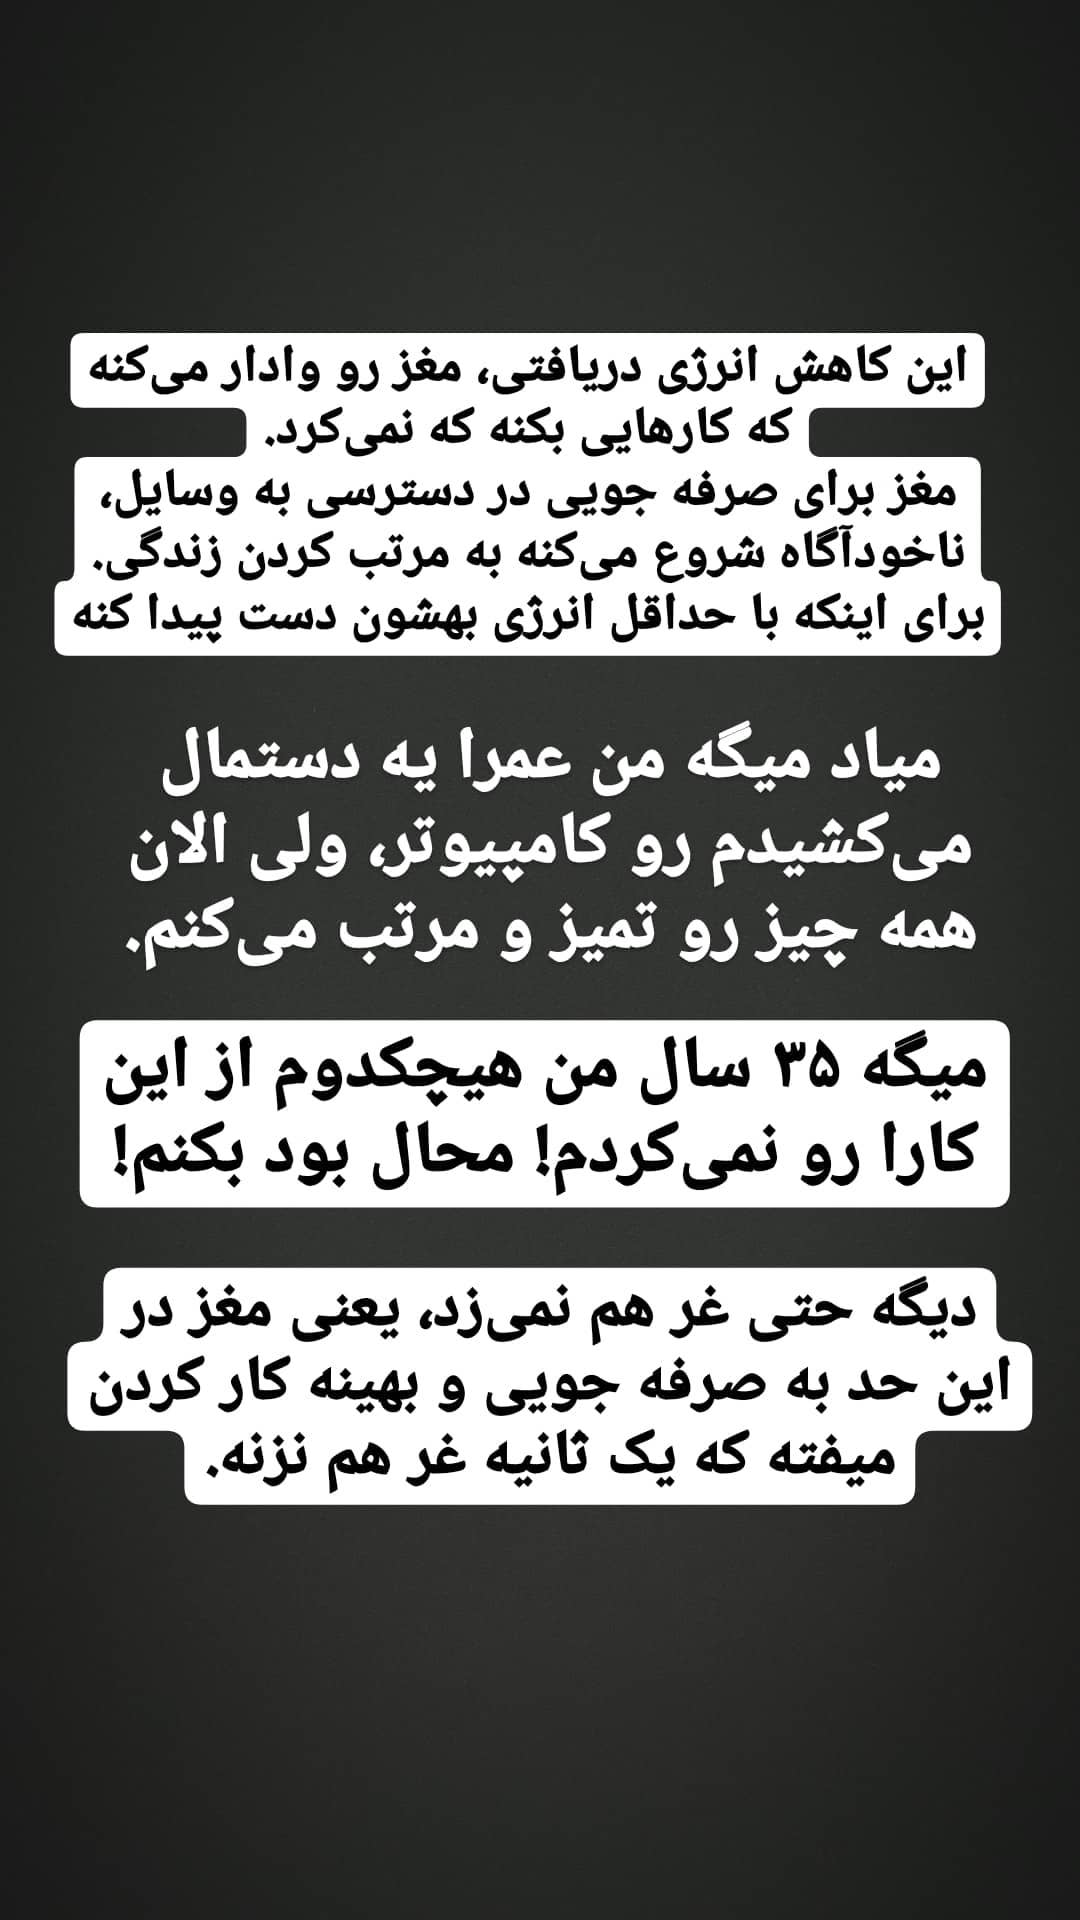 این کاهش انرژی دریافتی، مغز رو وادار می‌کنه
که کارهایی بکنه که نمی‌کرد.
مغز برای صرفه جویی در دسترسی به وسایل،
ناخودآگاه شروع می‌کنه به مرتب کردن زندگی.
برای اینکه با حداقل انرژی بهشون دست پیدا کنه
میاد میگه من عمرا یه دستمال
می‌کشیدم رو کامپیوتر، ولی الان
همه چیز رو تمیز و مرتب می‌کنم.
میگه ۳۵ سال من هیچکدوم از این
کارا رو نمی‌کردم! محال بود بکنم!
دیگه حتی غر هم نمی‌زد، یعنی مغز در
این حد به صرفه جویی و بهینه کار کردن
میفته که یک ثانیه غر هم نزنه.